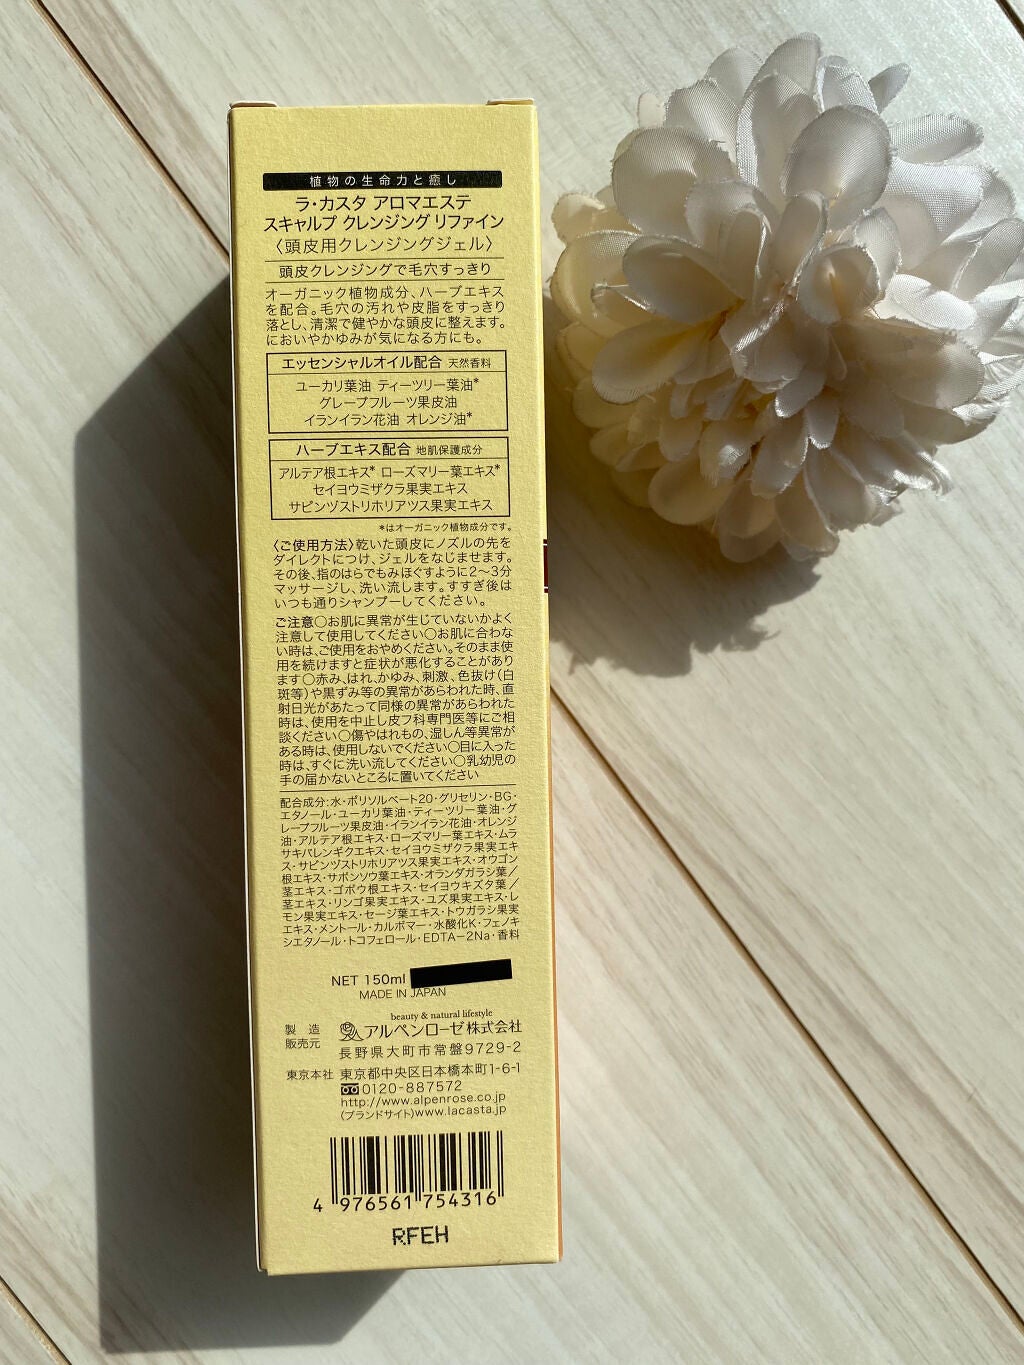 植物の生命力と癒し
ラ・カスタ アロマエステ
スキャルプ クレンジング リファイン
〈頭皮用クレンジングジェル〉
頭皮クレンジングで毛穴すっきり
オーガニック植物成分、ハーブエキス
を配合。毛穴の汚れや皮脂をすっきり
落とし、清潔で健やかな頭皮に整えます。
においやかゆみが気になる方にも。
エッセンシャルオイル配合 天然香料
ユーカリ葉油 ティーツリー葉油*
グレープフルーツ果皮油
イランイラン花油 オレンジ油*
ハーブエキス配合 地肌保護成分
アルテア根エキス* ローズマリー葉エキス*
セイヨウミザクラ果実エキス
サピンヅストリホリアツス果実エキス
*はオーガニック植物成分です。
〈ご使用方法〉乾いた頭皮にノズルの先を
ダイレクトにつけ、ジェルをなじませます。
その後、指のはらでもみほぐすように2〜3分
マッサージし、洗い流します。すすぎ後は
いつも通りシャンプーしてください。
ご注意○お肌に異常が生じていないかよく
注意して使用してください○お肌に合わな
い時は、ご使用をおやめください。そのまま使
用を続けますと症状が悪化することがあり
ます○赤み、はれ、かゆみ、刺激、色抜け(白
斑等)や黒ずみ等の異常があらわれた時、直
射日光があたって同様の異常があらわれた
時は、使用を中止し皮フ科専門医等にご相
談ください○傷やはれもの、湿しん等異常が
ある時は、使用しないでください○目に入った
時は、すぐに洗い流してください○乳幼児の
手の届かないところに置いてください
配合成分:水・ポリソルベート20・グリセリン・BG・
エタノール・ユーカリ葉油・ティーツリー葉油・グ
レープフルーツ果皮油・イランイラン花油・オレンジ
油・アルテア根エキス・ローズマリー葉エキス・ムラ
サキバレンギクエキス・セイヨウミザクラ果実エキ
ス・サピンヅストリホリアツス果実エキス・オウゴン
根エキス・サボンソウ葉エキス・オランダガラシ葉/
茎エキス・ゴボウ根エキス・セイヨウキズタ葉/
茎エキス・リンゴ果実エキス・ユズ果実エキス・レ
モン果実エキス・セージ葉エキス・トウガラシ果実
エキス・メントール・カルボマー・水酸化K・フェノキ
シエタノール・トコフェロール・EDTA-2Na・香料
NET 150ml
MADE IN JAPAN
beauty & natural lifestyle
製造販売元 アルペンローゼ株式会社
長野県大町市常盤9729-2
東京本社 東京都中央区日本橋本町1-6-1
0120-887572
http://www.alpenrose.co.jp
(ブランドサイト)www.lacasta.jp
4 976561 754316
RFEH